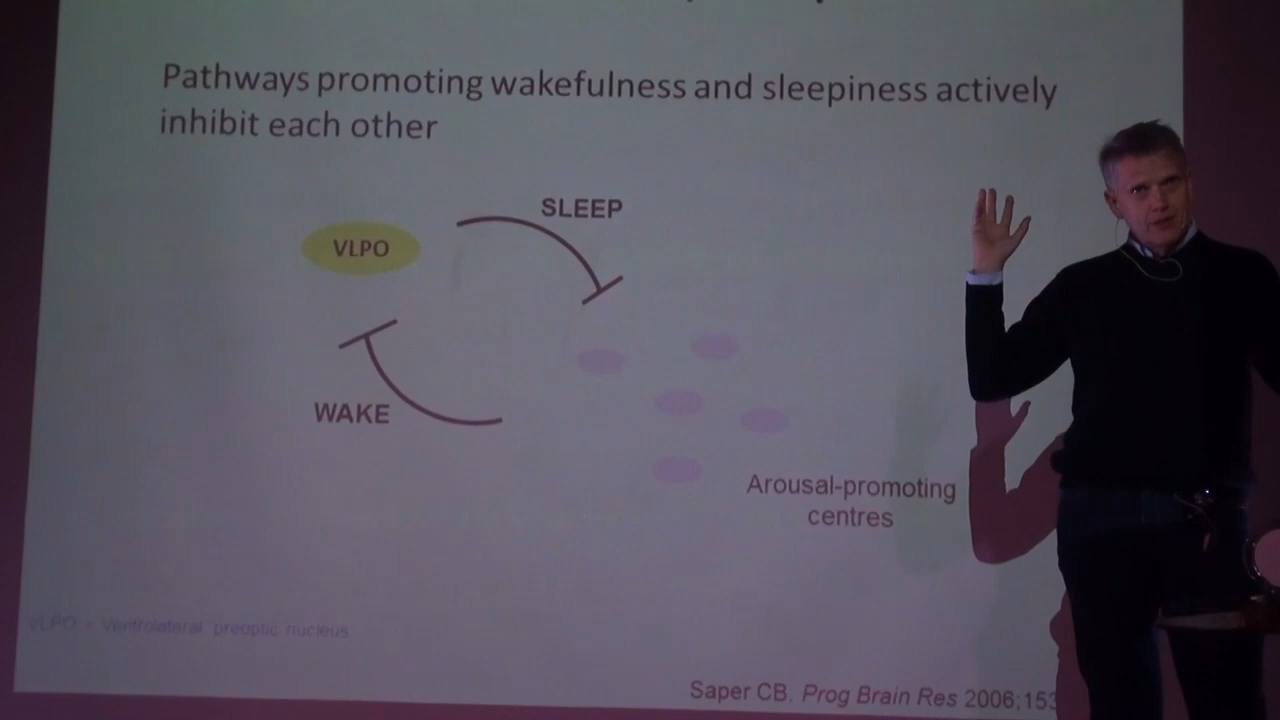 Pathways promoting wakefulness and sleepiness actively
inhibit each other
SLEEP
VLPO
WAKE
Arousal-promoting
centres
VLPO = Ventrolateral preoptic nucleus
Saper CB. Prog Brain Res 2006;153